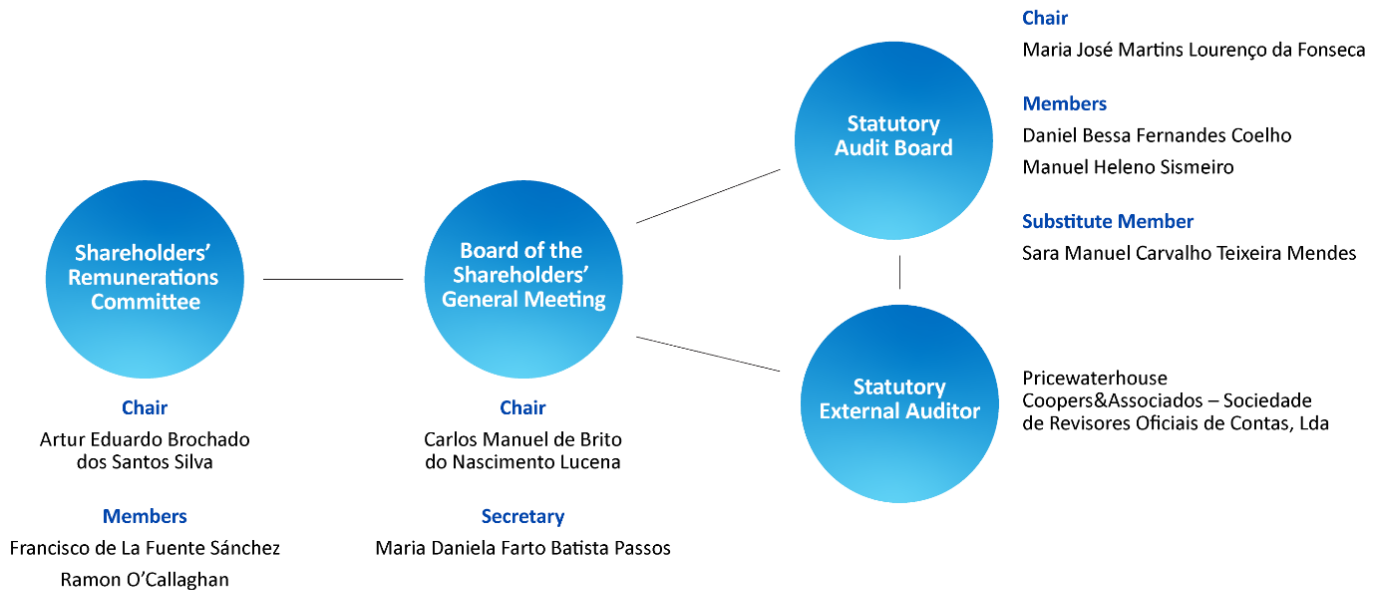 Shareholders’
Remunerations
Committee
Chair
Artur Eduardo Brochado
dos Santos Silva
Members
Francisco de La Fuente Sánchez
Ramon O’Callaghan
Board of the
Shareholders’
General Meeting
Chair
Carlos Manuel de Brito
do Nascimento Lucena
Secretary
Maria Daniela Farto Batista Passos
Statutory
Audit Board
Chair
Maria José Martins Lourenço da Fonseca
Members
Daniel Bessa Fernandes Coelho
Manuel Heleno Sismeiro
Substitute Member
Sara Manuel Carvalho Teixeira Mendes
Statutory
External Auditor
Pricewaterhouse
Coopers&Associados – Sociedade
de Revisores Oficiais de Contas, Lda